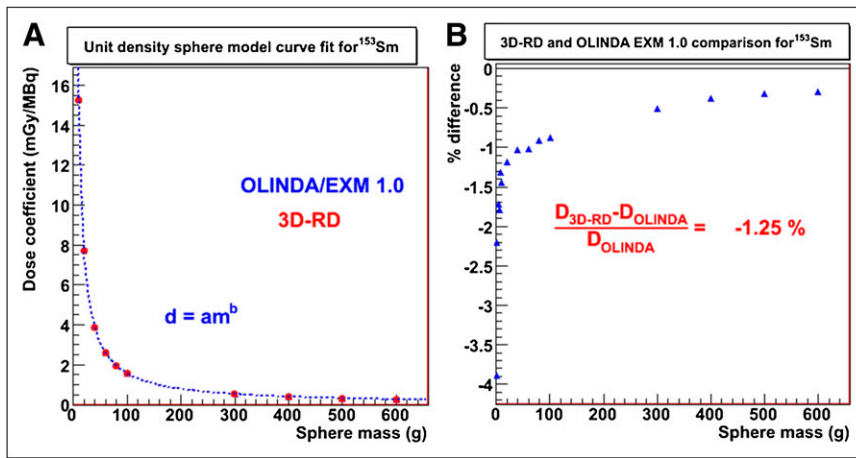 A
Unit density sphere model curve fit for ¹⁵³Sm
Dose coefficient (mGy/MBq)
16
14
12
10
8
6
4
2
0
OLINDA/EXM 1.0
3D-RD
d = amᵇ
0 100 200 300 400 500 600
Sphere mass (g)
B
3D-RD and OLINDA EXM 1.0 comparison for ¹⁵³Sm
% difference
0
-0.5
-1
-1.5
-2
-2.5
-3
-3.5
-4
D3D-RD-DOLINDA
DOLINDA
= -1.25 %
0 100 200 300 400 500 600
Sphere mass (g)